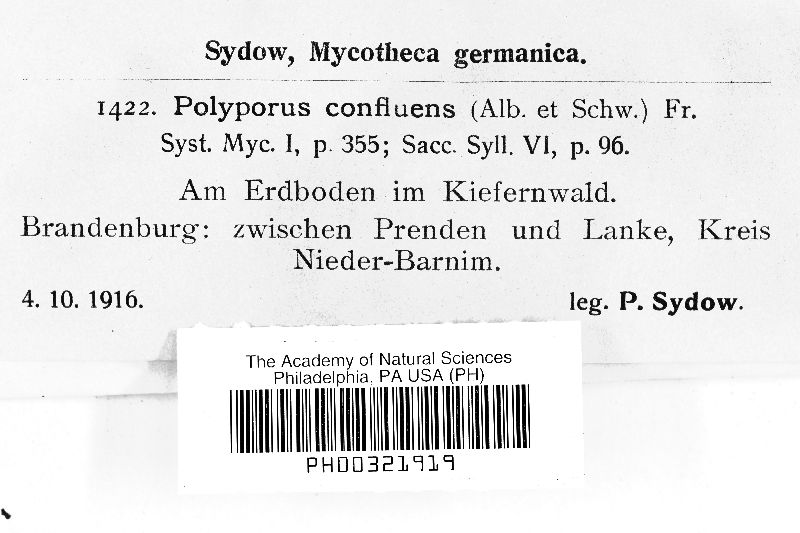 Sydow, Mycotheca germanica.
1422. Polyporus confluens (Alb. et Schw.) Fr.
Syst. Myc. I, p. 355; Sacc. Syll. VI, p. 96.
Am Erdboden im Kiefernwald.
Brandenburg: zwischen Prenden und Lanke, Kreis
Nieder-Barnim.
4. 10. 1916. leg. P. Sydow.
The Academy of Natural Sciences
Philadelphia, PA USA (PH)
PH00321919